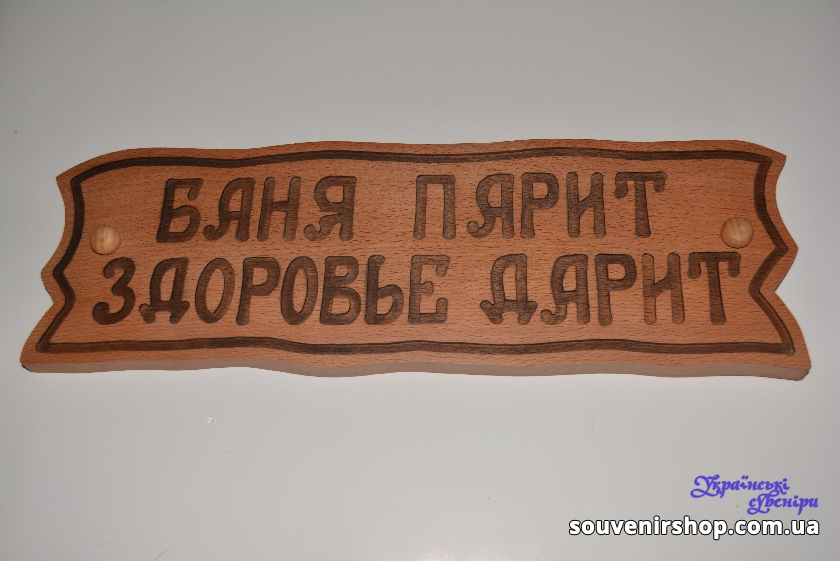 БАНЯ ПАРИТ
ЗДОРОВЬЕ ДАРИТ
Українські
сувеніри
souvenirshop.com.ua